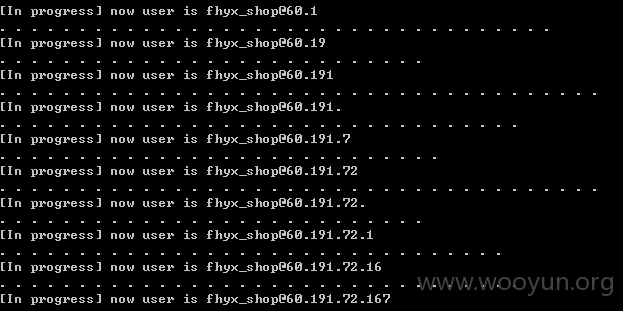 [In progress] now user is fhyx_shop@60.1
. . . . . . . . . . . . . . . . . . . . . . . . . . . . . . . . . . .
[In progress] now user is fhyx_shop@60.19
. . . . . . . . . . . . . . . . . . . . . . . . . . .
[In progress] now user is fhyx_shop@60.191
. . . . . . . . . . . . . . . . . . . . . . . . . . . . . . . . . . . . . .
[In progress] now user is fhyx_shop@60.191.
. . . . . . . . . . . . . . . . . . . . . . . . . . . . . . . . .
[In progress] now user is fhyx_shop@60.191.7
. . . . . . . . . . . . . . . . . . . . . . . . . . . .
[In progress] now user is fhyx_shop@60.191.72
. . . . . . . . . . . . . . . . . . . . . . . . . . . . . . . . . . . . . .
[In progress] now user is fhyx_shop@60.191.72.
. . . . . . . . . . . . . . . . . . . . . . . . . . .
[In progress] now user is fhyx_shop@60.191.72.1
. . . . . . . . . . . . . . . . . . . . . . . . . . . . . . . .
[In progress] now user is fhyx_shop@60.191.72.16
. . . . . . . . . . . . . . . . . . . . . . . . . . . . . . . . .
[In progress] now user is fhyx_shop@60.191.72.167
www.wooyun.org